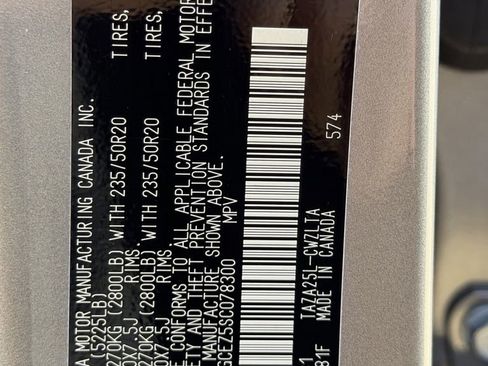 A MOTOR MANUFACTURING CANADA INC.
(5225LB)
270KG (2800LB) WITH 235/50R20 TIRES,
0X7.5J RIMS.
270KG (2800LB) WITH 235/50R20 TIRES,
0X7.5J RIMS.
E CONFORMS TO ALL APPLICABLE FEDERAL MOTOR
ETY AND THEFT PREVENTION STANDARDS IN EFFE
MANUFACTURE SHOWN ABOVE.
GCEZ5SC078300 MPV
1 TAZA25L-CWZLTA 574
B1F MADE IN CANADA